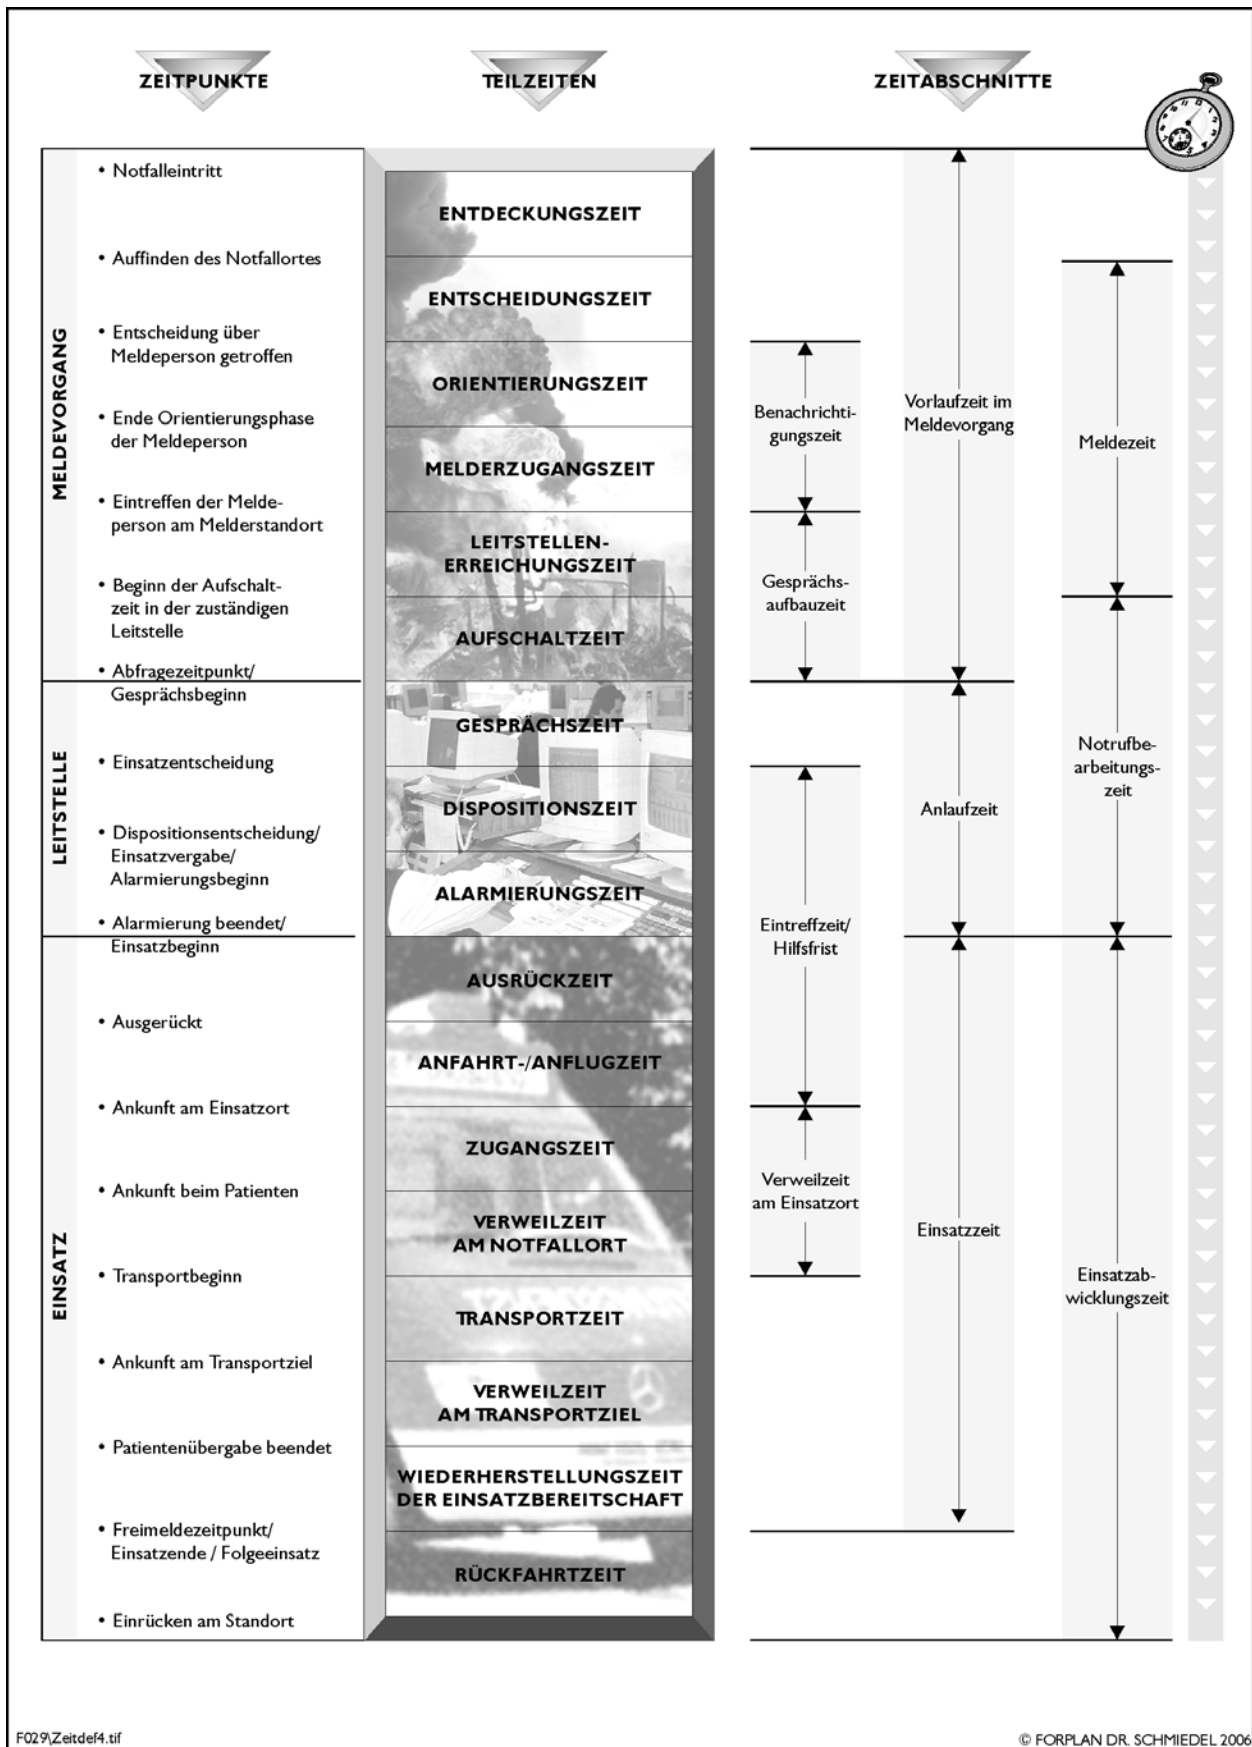 ZEITPUNKTE
TEILZEITEN
ZEITABSCHNITTE
MELDEVORGANG
• Notfalleintritt
• Auffinden des Notfallortes
• Entscheidung über
Meldeperson getroffen
• Ende Orientierungsphase
der Meldeperson
• Eintreffen der Melde-
person am Melderstandort
• Beginn der Aufschalt-
zeit in der zuständigen
Leitstelle
• Abfragezeitpunkt/
Gesprächsbeginn
LEITSTELLE
• Einsatzentscheidung
• Dispositionsentscheidung/
Einsatzvergabe/
Alarmierungsbeginn
• Alarmierung beendet/
Einsatzbeginn
EINSATZ
• Ausgerückt
• Ankunft am Einsatzort
• Ankunft beim Patienten
• Transportbeginn
• Ankunft am Transportziel
• Patientenübergabe beendet
• Freimeldezeitpunkt/
Einsatzende / Folgeeinsatz
• Einrücken am Standort
ENTDECKUNGSZEIT
ENTSCHEIDUNGSZEIT
ORIENTIERUNGSZEIT
MELDERZUGANGSZEIT
LEITSTELLEN-
ERREICHUNGSZEIT
AUFSCHALTZEIT
GESPRÄCHSZEIT
DISPOSITIONSZEIT
ALARMIERUNGSZEIT
AUSRÜCKZEIT
ANFAHRT-/ANFLUGZEIT
ZUGANGSZEIT
VERWEILZEIT
AM NOTFALLORT
TRANSPORTZEIT
VERWEILZEIT
AM TRANSPORTZIEL
WIEDERHERSTELLUNGSZEIT
DER EINSATZBEREITSCHAFT
RÜCKFAHRTZEIT
Benachrichti-
gungszeit
Gesprächs-
aufbauzeit
Eintreffzeit/
Hilfsfrist
Verweilzeit
am Einsatzort
Vorlaufzeit im
Meldevorgang
Anlaufzeit
Einsatzzeit
Meldezeit
Notrufbe-
arbeitungs-
zeit
Einsatzab-
wicklungszeit
F029\Zeitdef4.tif
© FORPLAN DR. SCHMIEDEL 2006